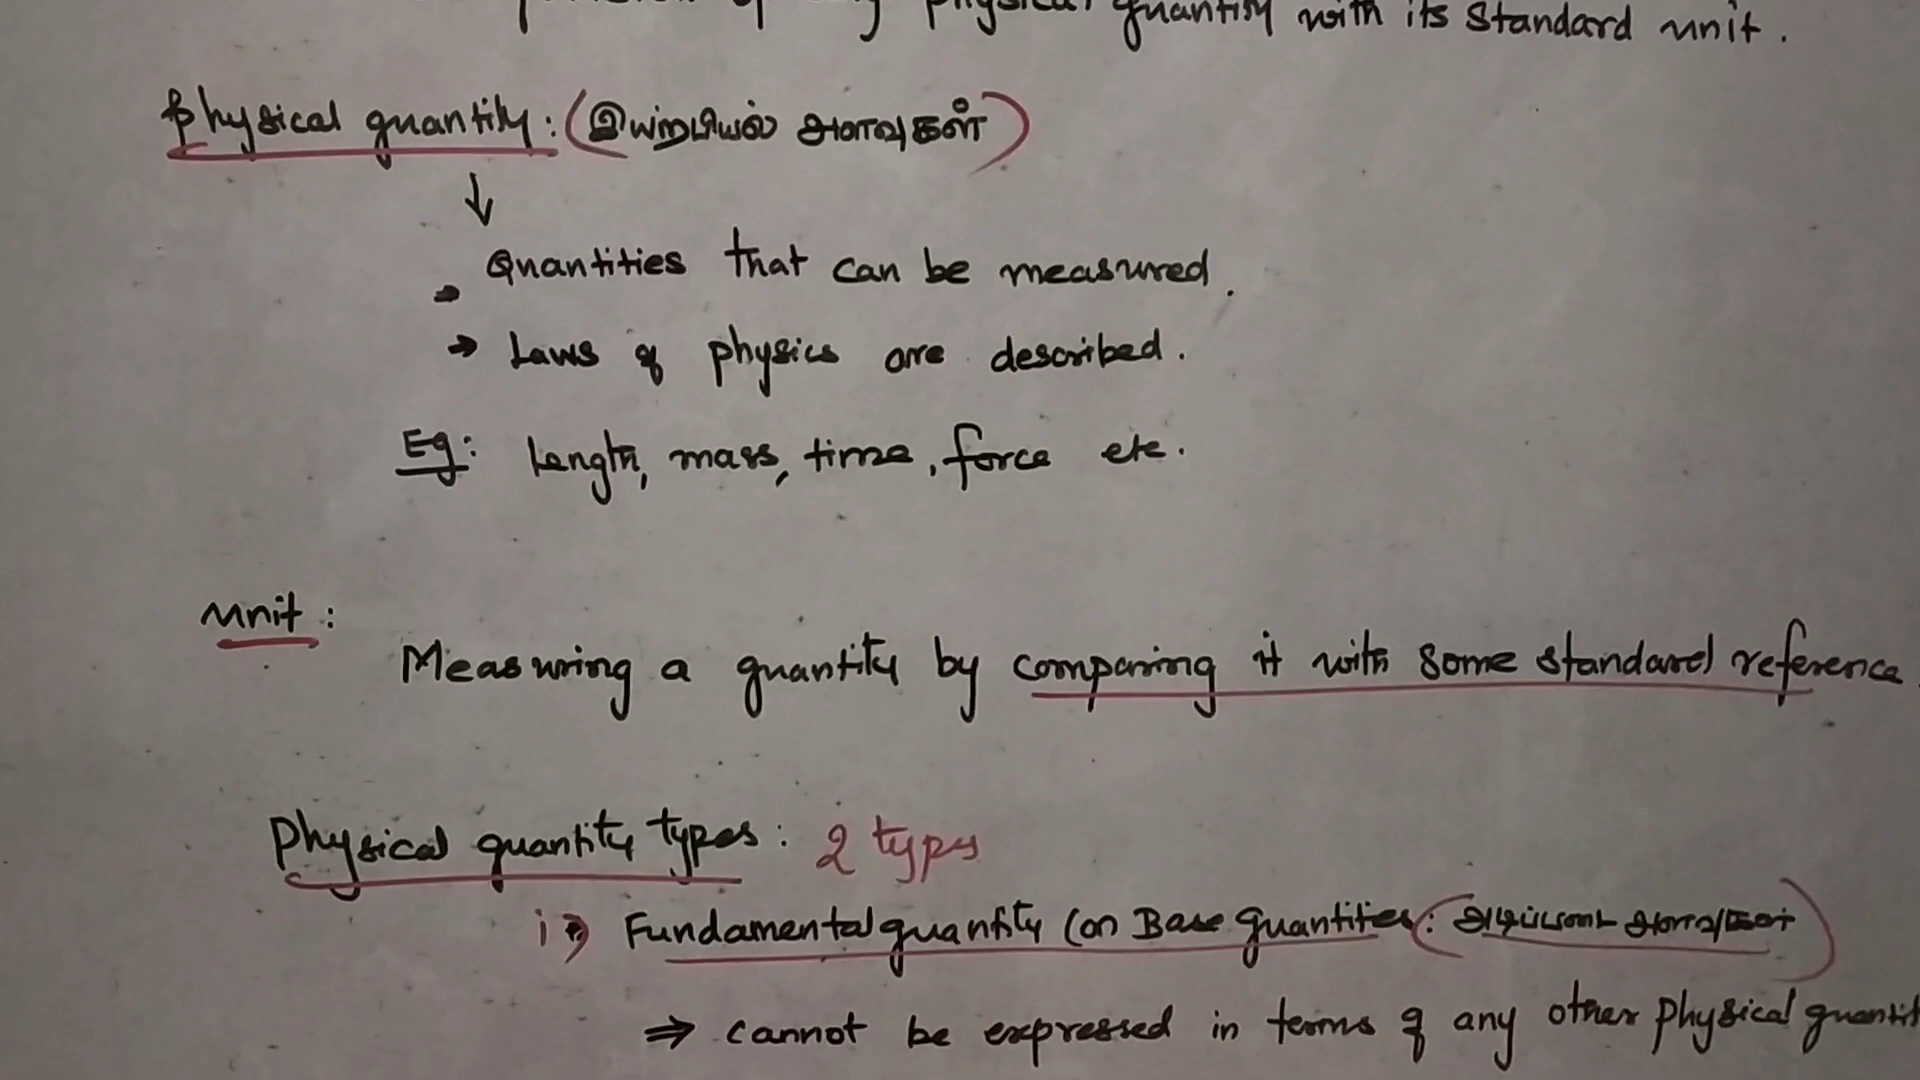 of any physical quantity with its standard unit.
Physical quantity: (இயற்பியல் அளவுகள்)
↓
→ Quantities that can be measured.
→ Laws of physics are described.
Eg: Length, mass, time, force etc.
Unit:
Measuring a quantity by comparing it with some standard reference
Physical quantity types: 2 types
i) Fundamental quantity (or) Base Quantities: (அடிப்படை அளவுகள்)
⇒ cannot be expressed in terms of any other physical quantit